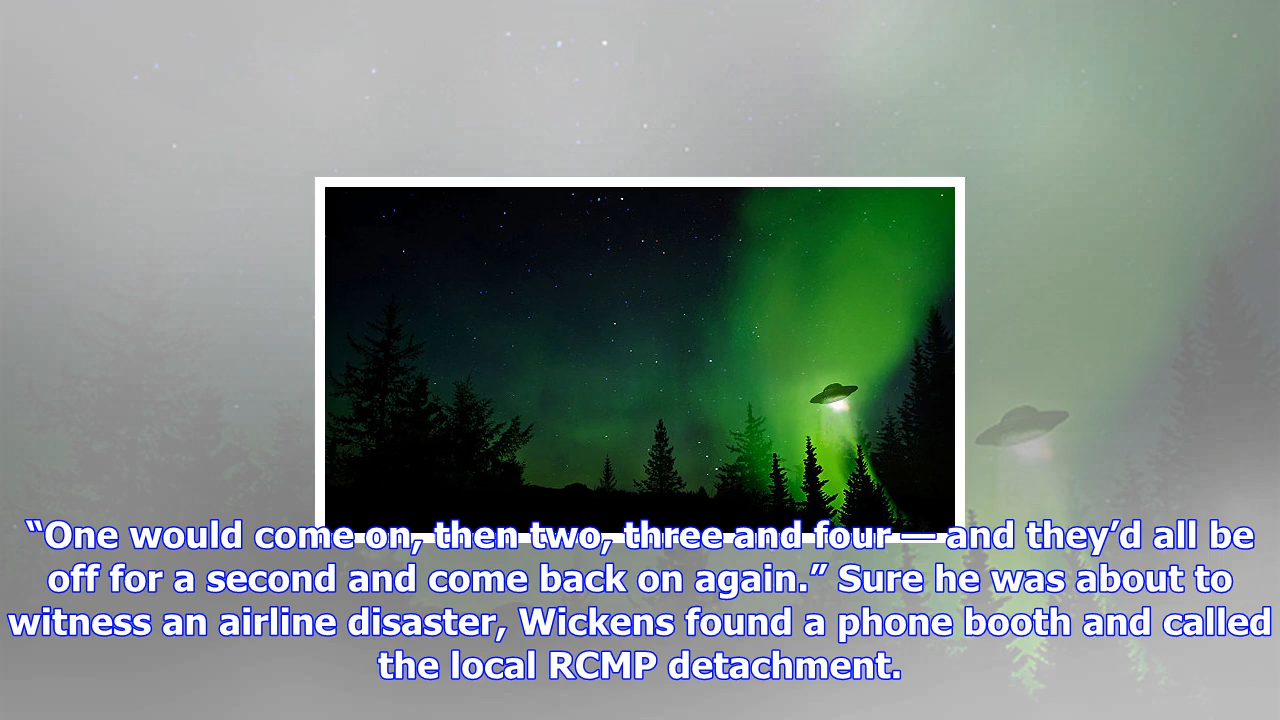 “One would come on, then two, three and four — and they’d all be
off for a second and come back on again.” Sure he was about to
witness an airline disaster, Wickens found a phone booth and called
the local RCMP detachment.